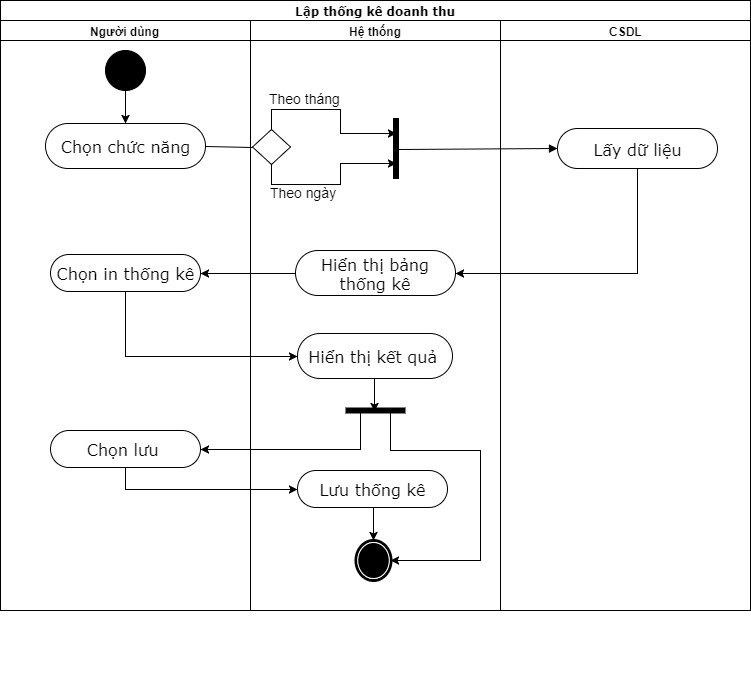 Lập thống kê doanh thu
Người dùng
Hệ thống
CSDL
Theo tháng
Chọn chức năng
Lấy dữ liệu
Theo ngày
Chọn in thống kê
Hiển thị bảng
thống kê
Hiển thị kết quả
Chọn lưu
Lưu thống kê